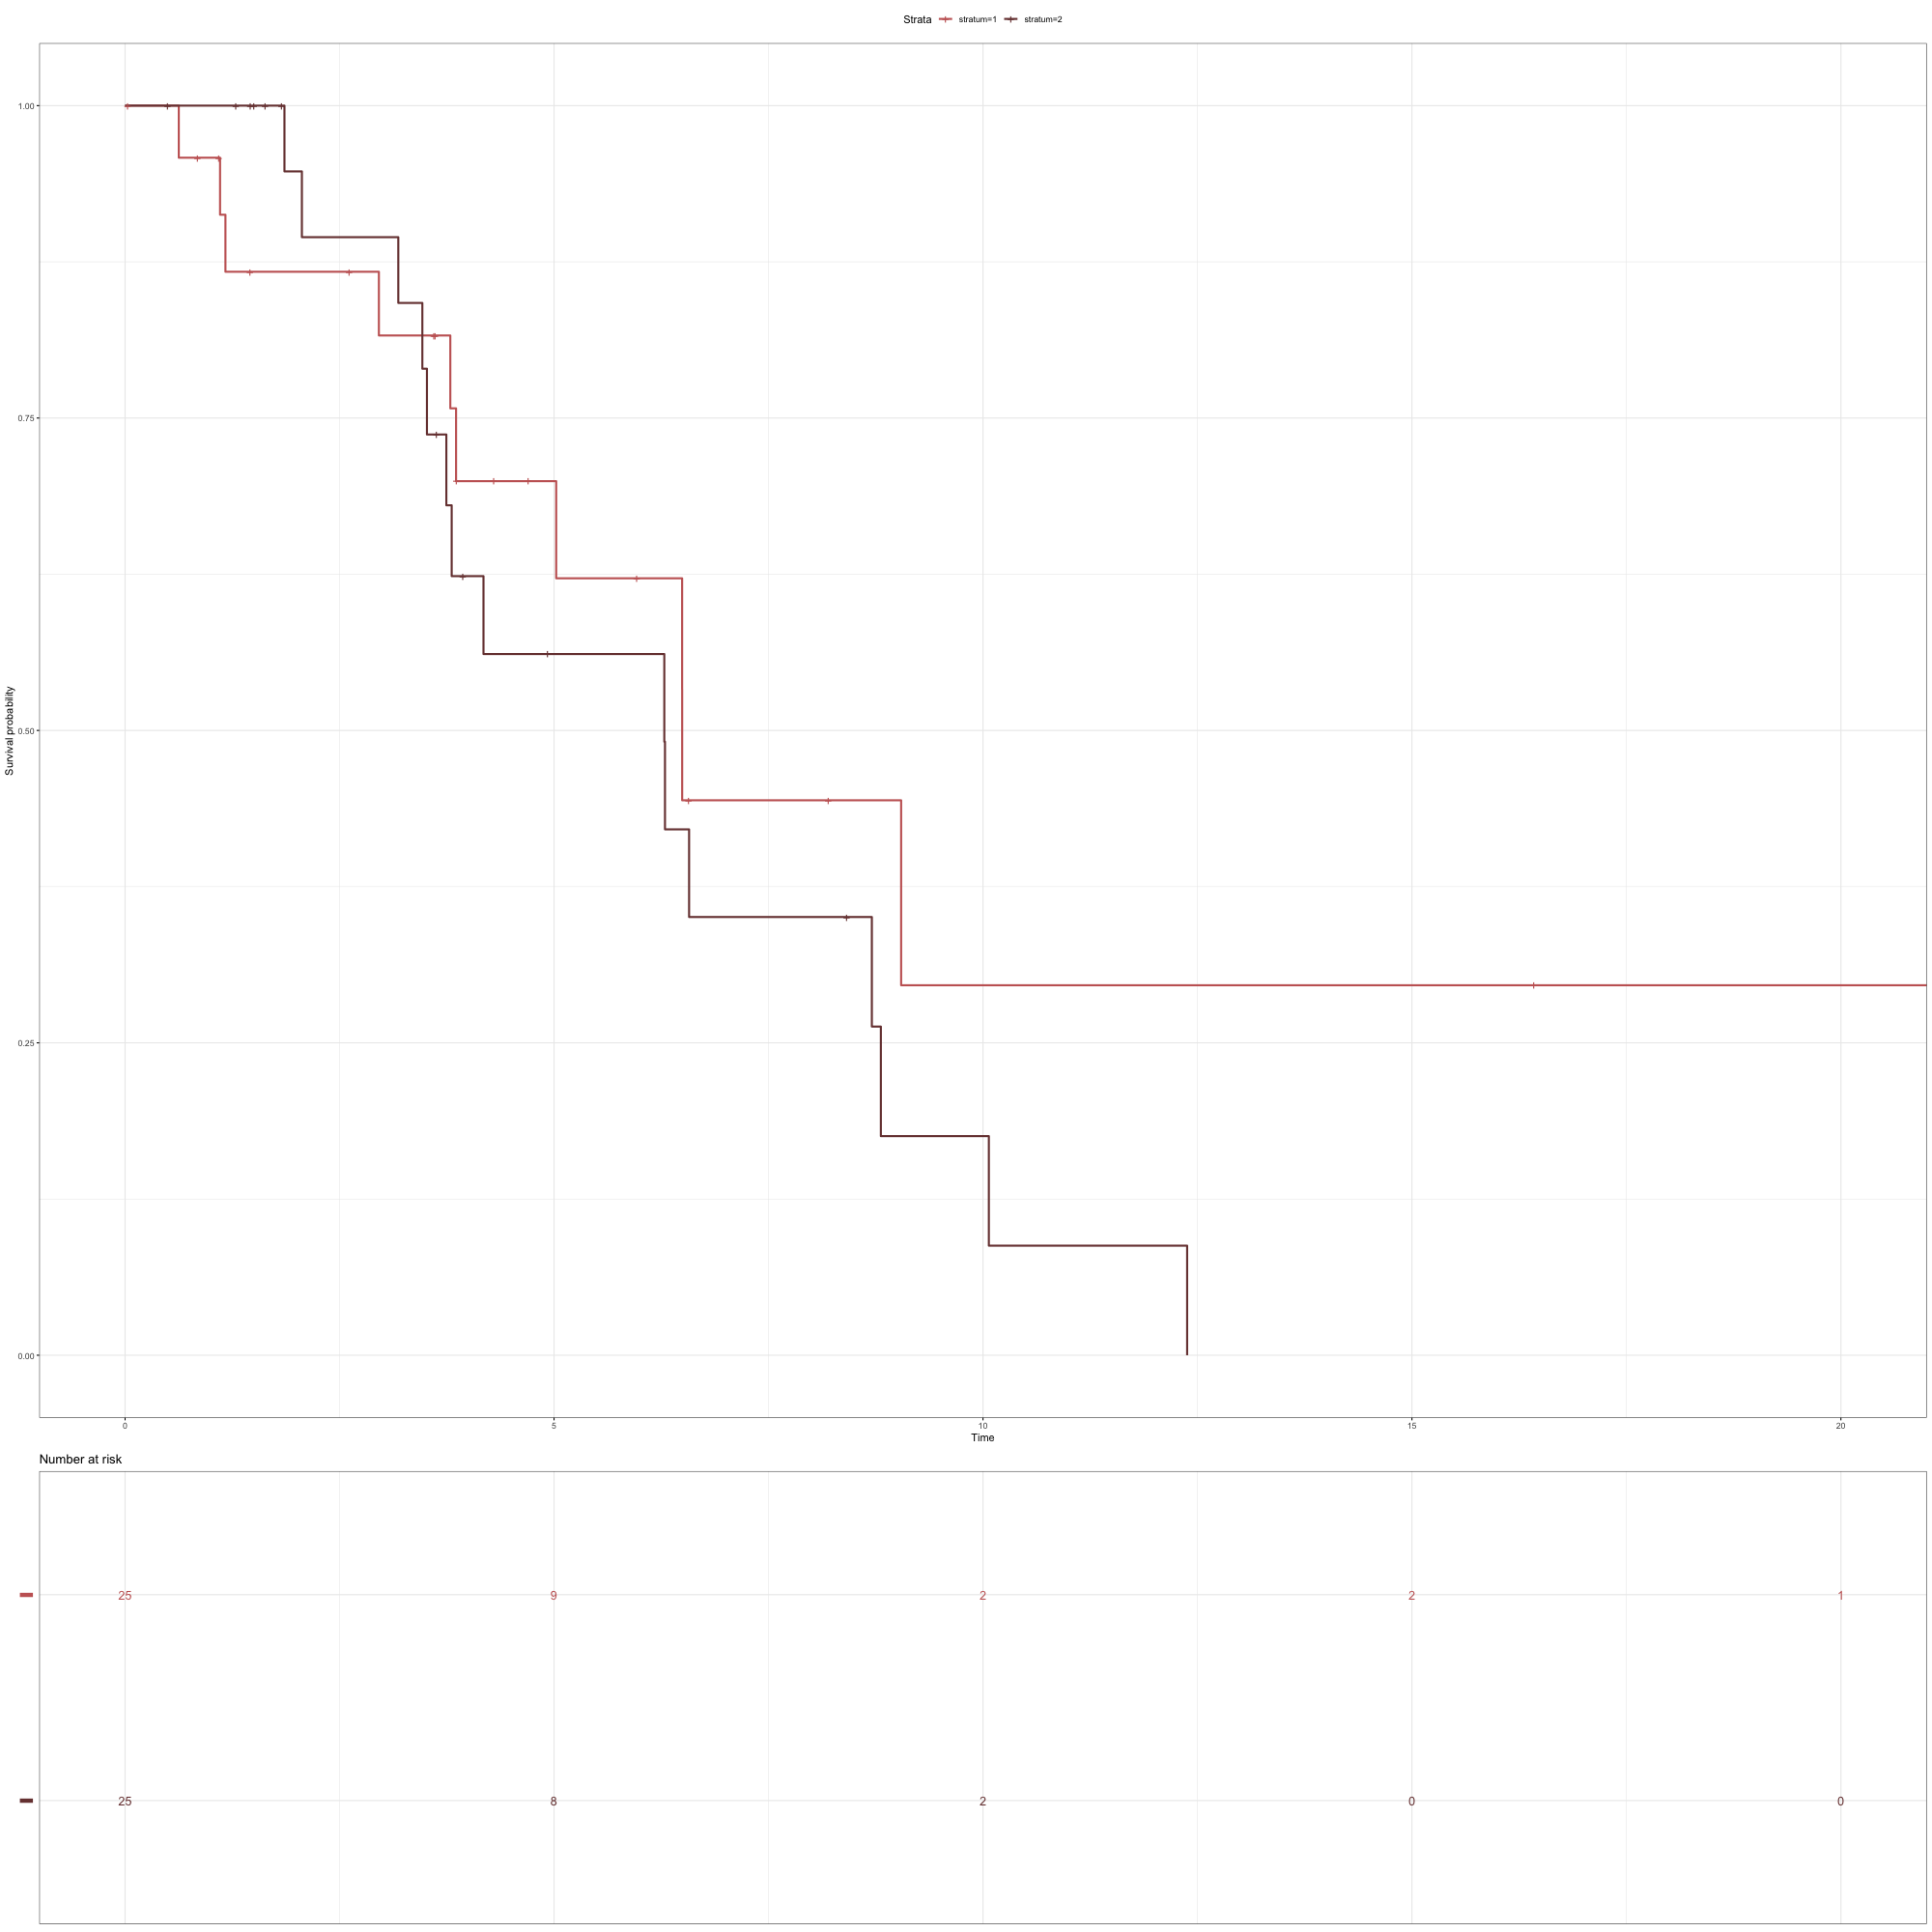 Strata stratum=1 stratum=2
Survival probability
1.00
0.75
0.50
0.25
0.00
0 5 10 15 20
Time
Number at risk
25 9 2 2 1
25 8 2 0 0